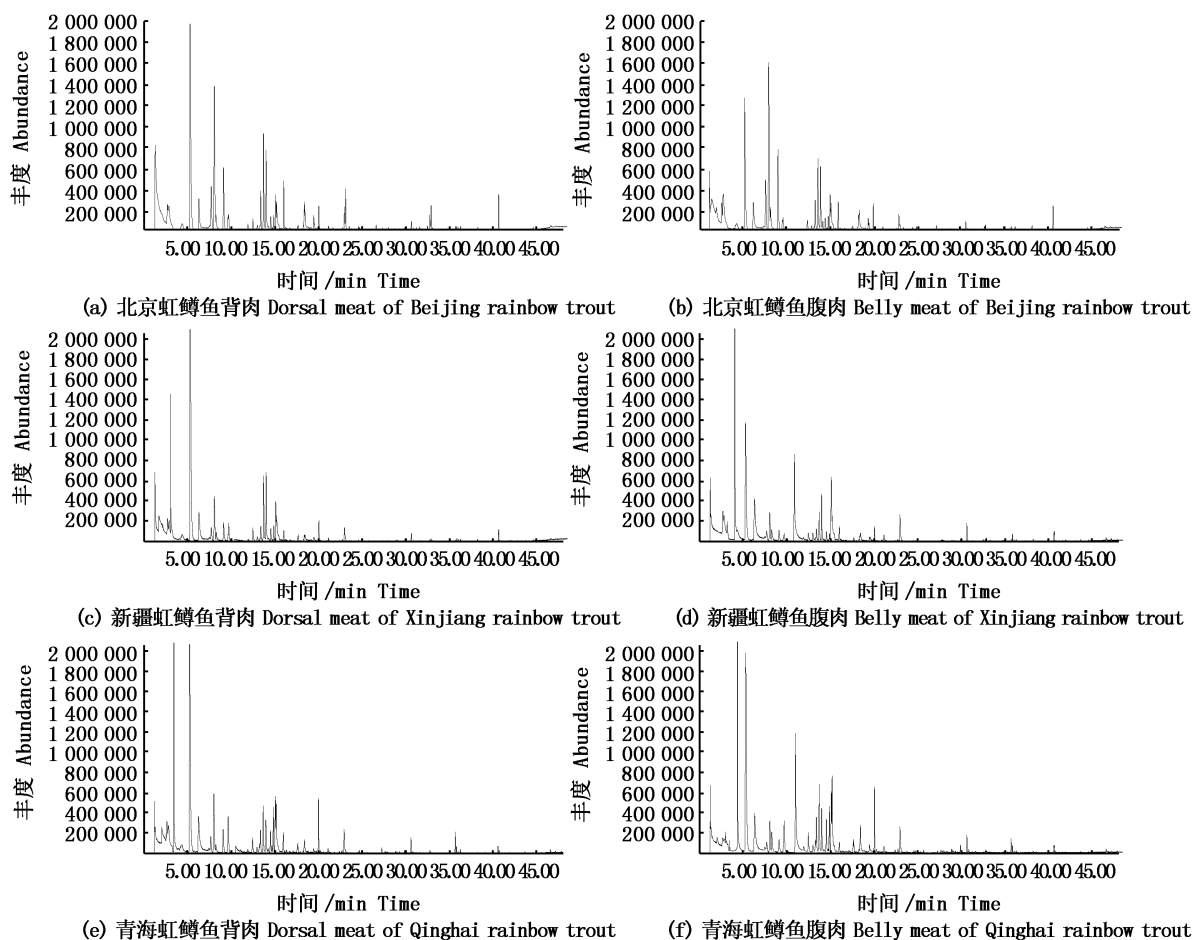 丰度 Abundance
2 000 000
1 800 000
1 600 000
1 400 000
1 200 000
1 000 000
800 000
600 000
400 000
200 000
5.00 10.00 15.00 20.00 25.00 30.00 35.00 40.00 45.00
时间/min Time
(a) 北京虹鳟鱼背肉 Dorsal meat of Beijing rainbow trout
丰度 Abundance
2 000 000
1 800 000
1 600 000
1 400 000
1 200 000
1 000 000
800 000
600 000
400 000
200 000
5.00 10.00 15.00 20.00 25.00 30.00 35.00 40.00 45.00
时间/min Time
(b) 北京虹鳟鱼腹肉 Belly meat of Beijing rainbow trout
丰度 Abundance
2 000 000
1 800 000
1 600 000
1 400 000
1 200 000
1 000 000
800 000
600 000
400 000
200 000
5.00 10.00 15.00 20.00 25.00 30.00 35.00 40.00 45.00
时间/min Time
(c) 新疆虹鳟鱼背肉 Dorsal meat of Xinjiang rainbow trout
丰度 Abundance
2 000 000
1 800 000
1 600 000
1 400 000
1 200 000
1 000 000
800 000
600 000
400 000
200 000
5.00 10.00 15.00 20.00 25.00 30.00 35.00 40.00 45.00
时间/min Time
(d) 新疆虹鳟鱼腹肉 Belly meat of Xinjiang rainbow trout
丰度 Abundance
2 000 000
1 800 000
1 600 000
1 400 000
1 200 000
1 000 000
800 000
600 000
400 000
200 000
5.00 10.00 15.00 20.00 25.00 30.00 35.00 40.00 45.00
时间/min Time
(e) 青海虹鳟鱼背肉 Dorsal meat of Qinghai rainbow trout
丰度 Abundance
2 000 000
1 800 000
1 600 000
1 400 000
1 200 000
1 000 000
800 000
600 000
400 000
200 000
5.00 10.00 15.00 20.00 25.00 30.00 35.00 40.00 45.00
时间/min Time
(f) 青海虹鳟鱼腹肉 Belly meat of Qinghai rainbow trout